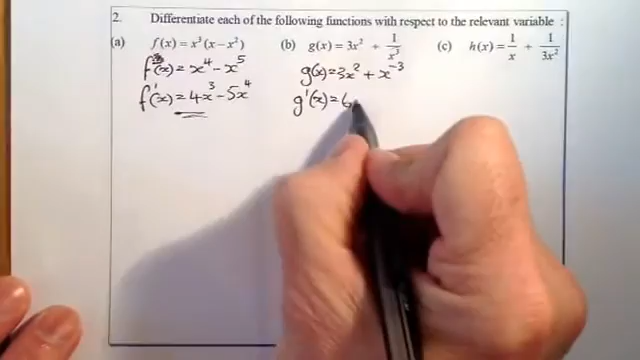 2. Differentiate each of the following functions with respect to the relevant variable :
(a) f(x) = x³(x − x²) (b) g(x) = 3x² + 1/x³ (c) h(x) = 1/x + 1/3x²
f(x) = x⁴ − x⁵ g(x) = 3x² + x⁻³
f'(x) = 4x³ − 5x⁴ g'(x) = 6